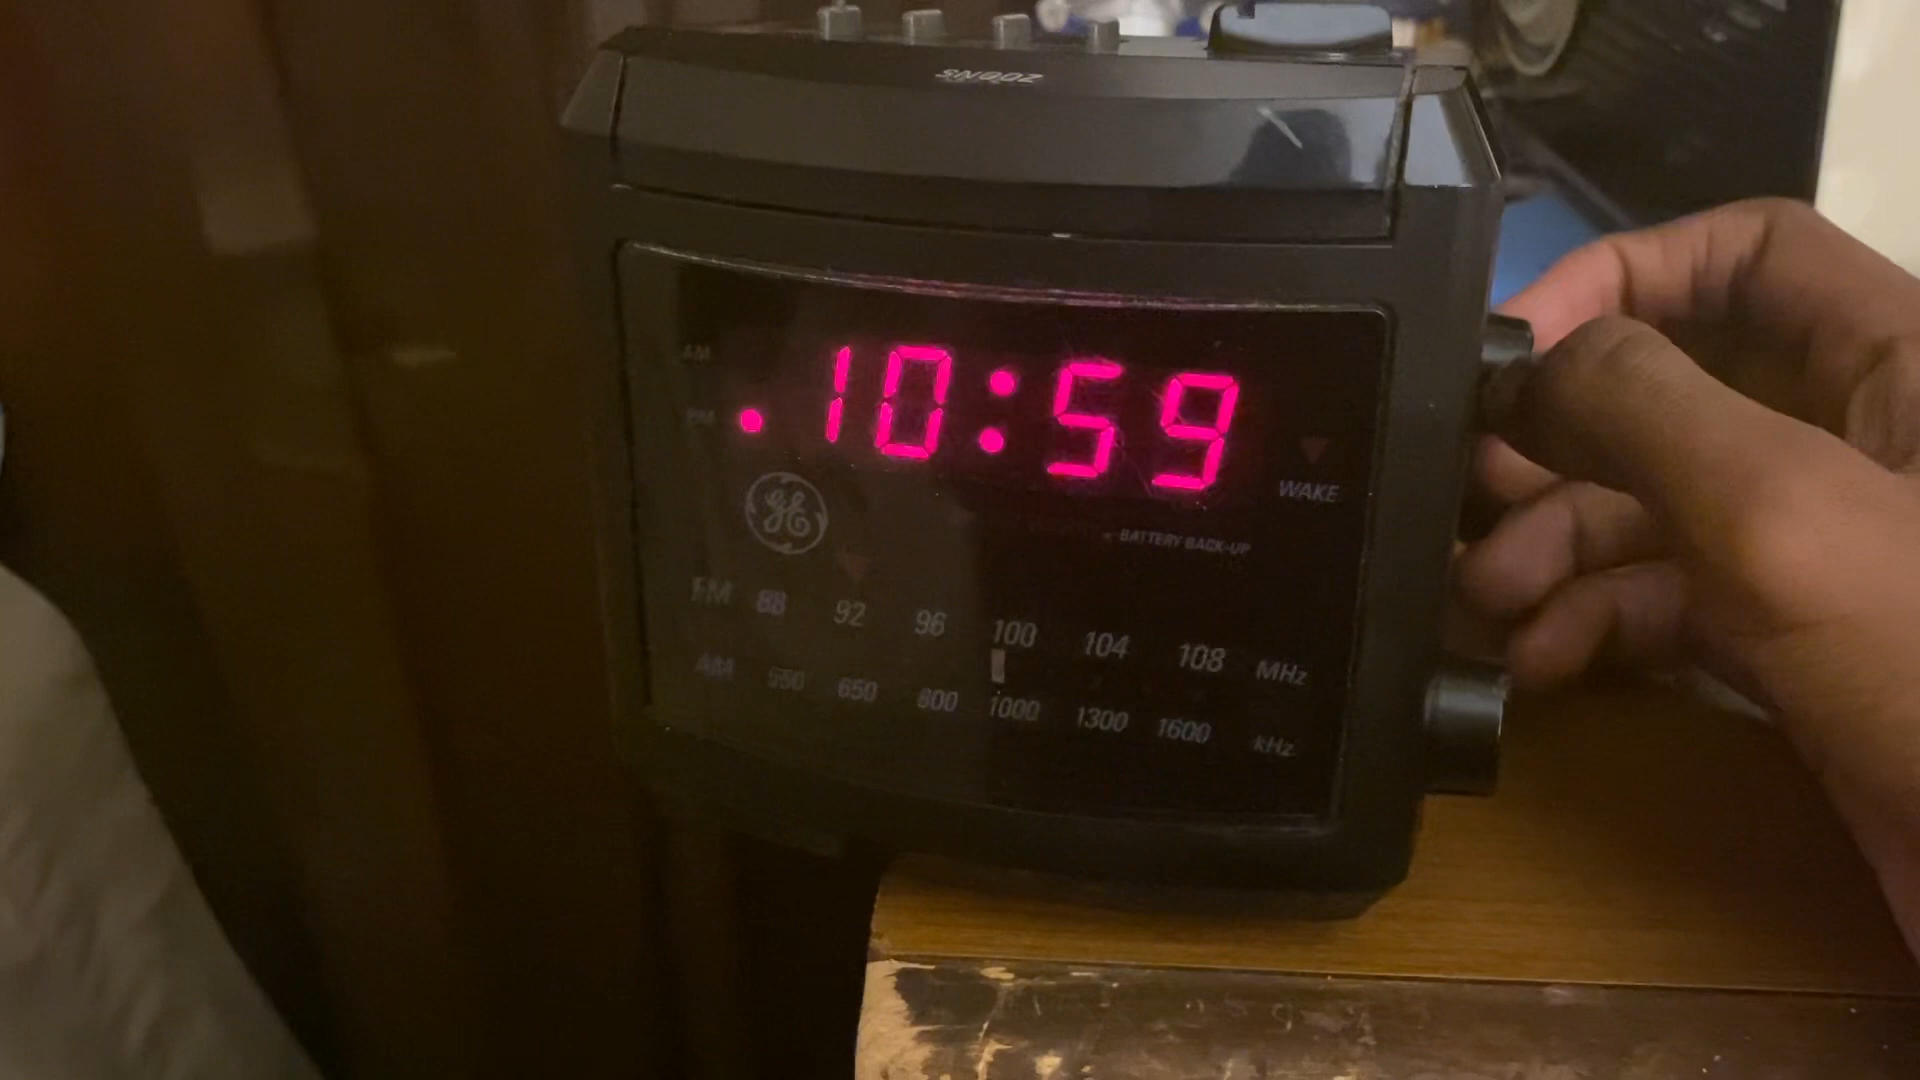 SNOOZ
AM
10:59
PM
WAKE
GE
BATTERY BACK-UP
FM 88 92 96 100 104 108 MHz
AM 550 650 800 1000 1300 1600 kHz